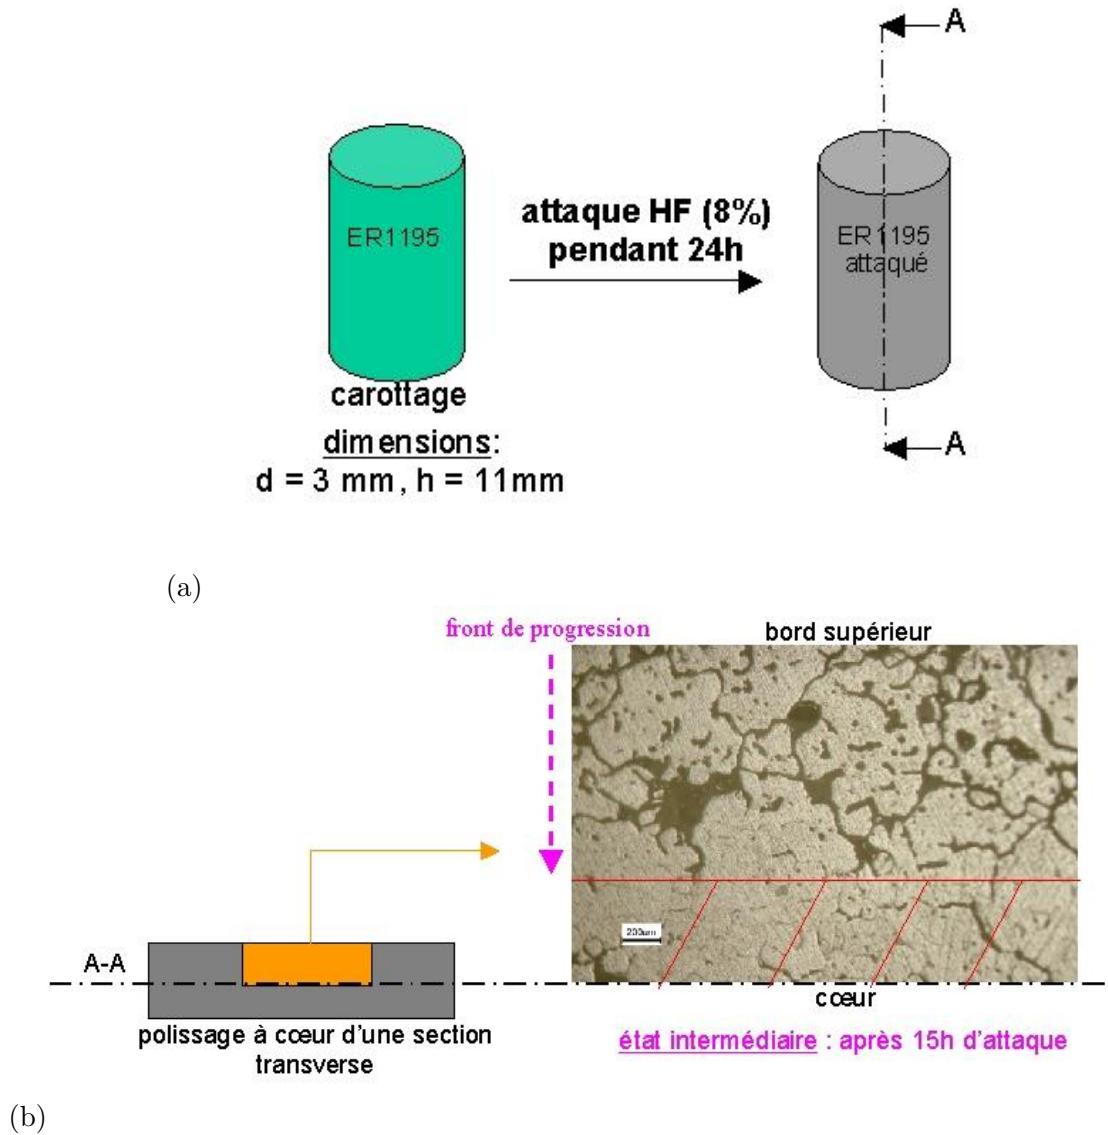 A
ER1195
attaque HF (8%)
pendant 24h
ER1195
attaqué
carottage
dimensions:
d = 3 mm, h = 11mm
A
(a)
front de progression
bord supérieur
200um
A-A
cœur
polissage à cœur d'une section
transverse
état intermédiaire : après 15h d'attaque
(b)